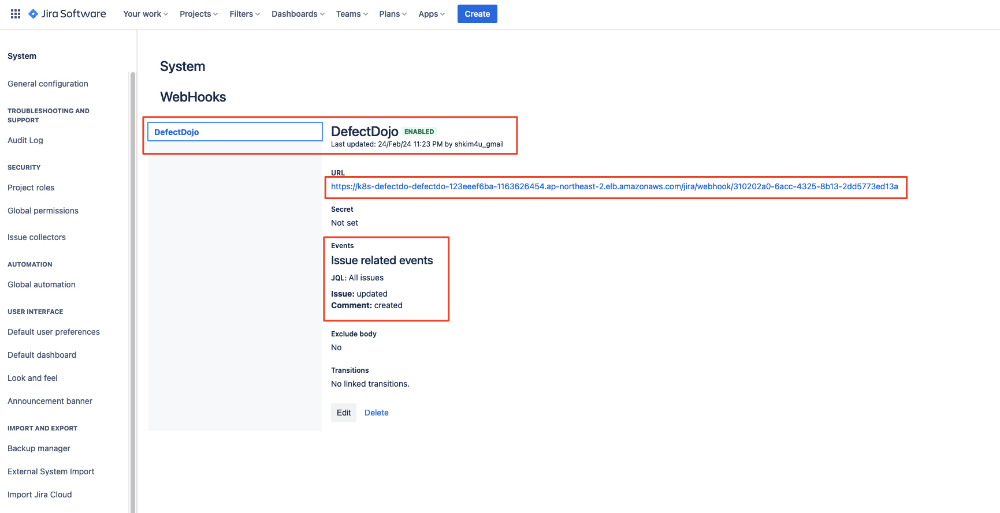 Jira Software
Your work
Projects
Filters
Dashboards
Teams
Plans
Apps
Create
System
General configuration
TROUBLESHOOTING AND
SUPPORT
Audit Log
SECURITY
Project roles
Global permissions
Issue collectors
AUTOMATION
Global automation
USER INTERFACE
Default user preferences
Default dashboard
Look and feel
Announcement banner
IMPORT AND EXPORT
Backup manager
External System Import
Import Jira Cloud
System
WebHooks
DefectDojo
DefectDojo ENABLED
Last updated: 24/Feb/24 11:23 PM by shkim4u_gmail
URL
https://k8s-defectdo-defectdo-123eeef6ba-1163626454.ap-northeast-2.elb.amazonaws.com/jira/webhook/310202a0-6acc-4325-8b13-2dd5773ed13a
Secret
Not set
Events
Issue related events
JQL: All issues
Issue: updated
Comment: created
Exclude body
No
Transitions
No linked transitions.
Edit
Delete